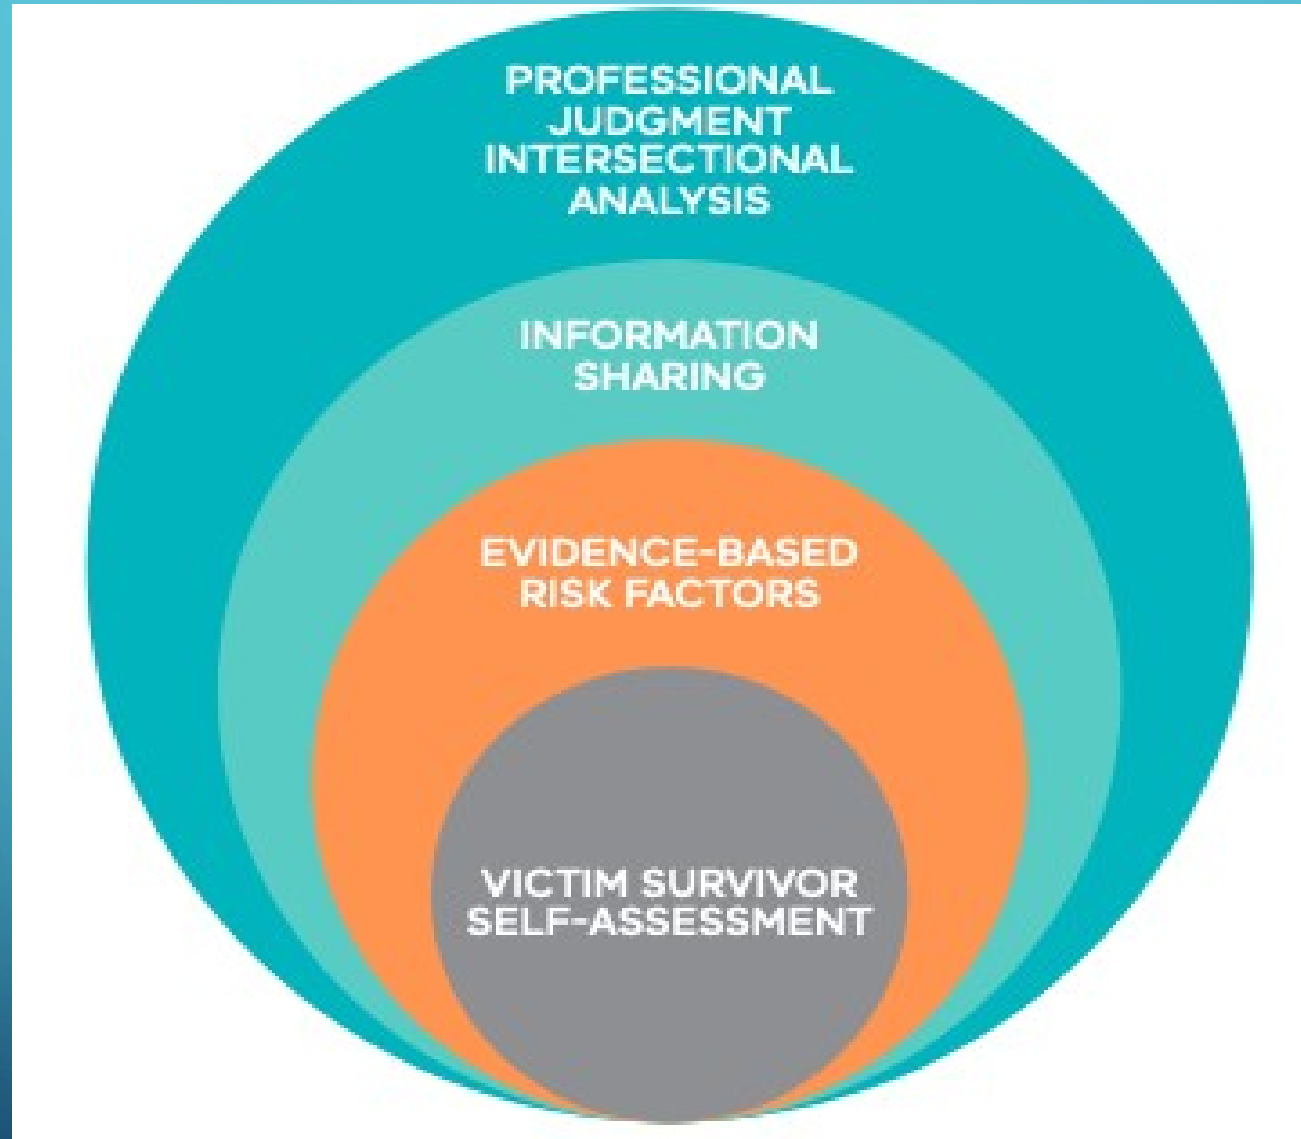 PROFESSIONAL
JUDGMENT
INTERSECTIONAL
ANALYSIS
INFORMATION
SHARING
EVIDENCE-BASED
RISK FACTORS
VICTIM SURVIVOR
SELF-ASSESSMENT